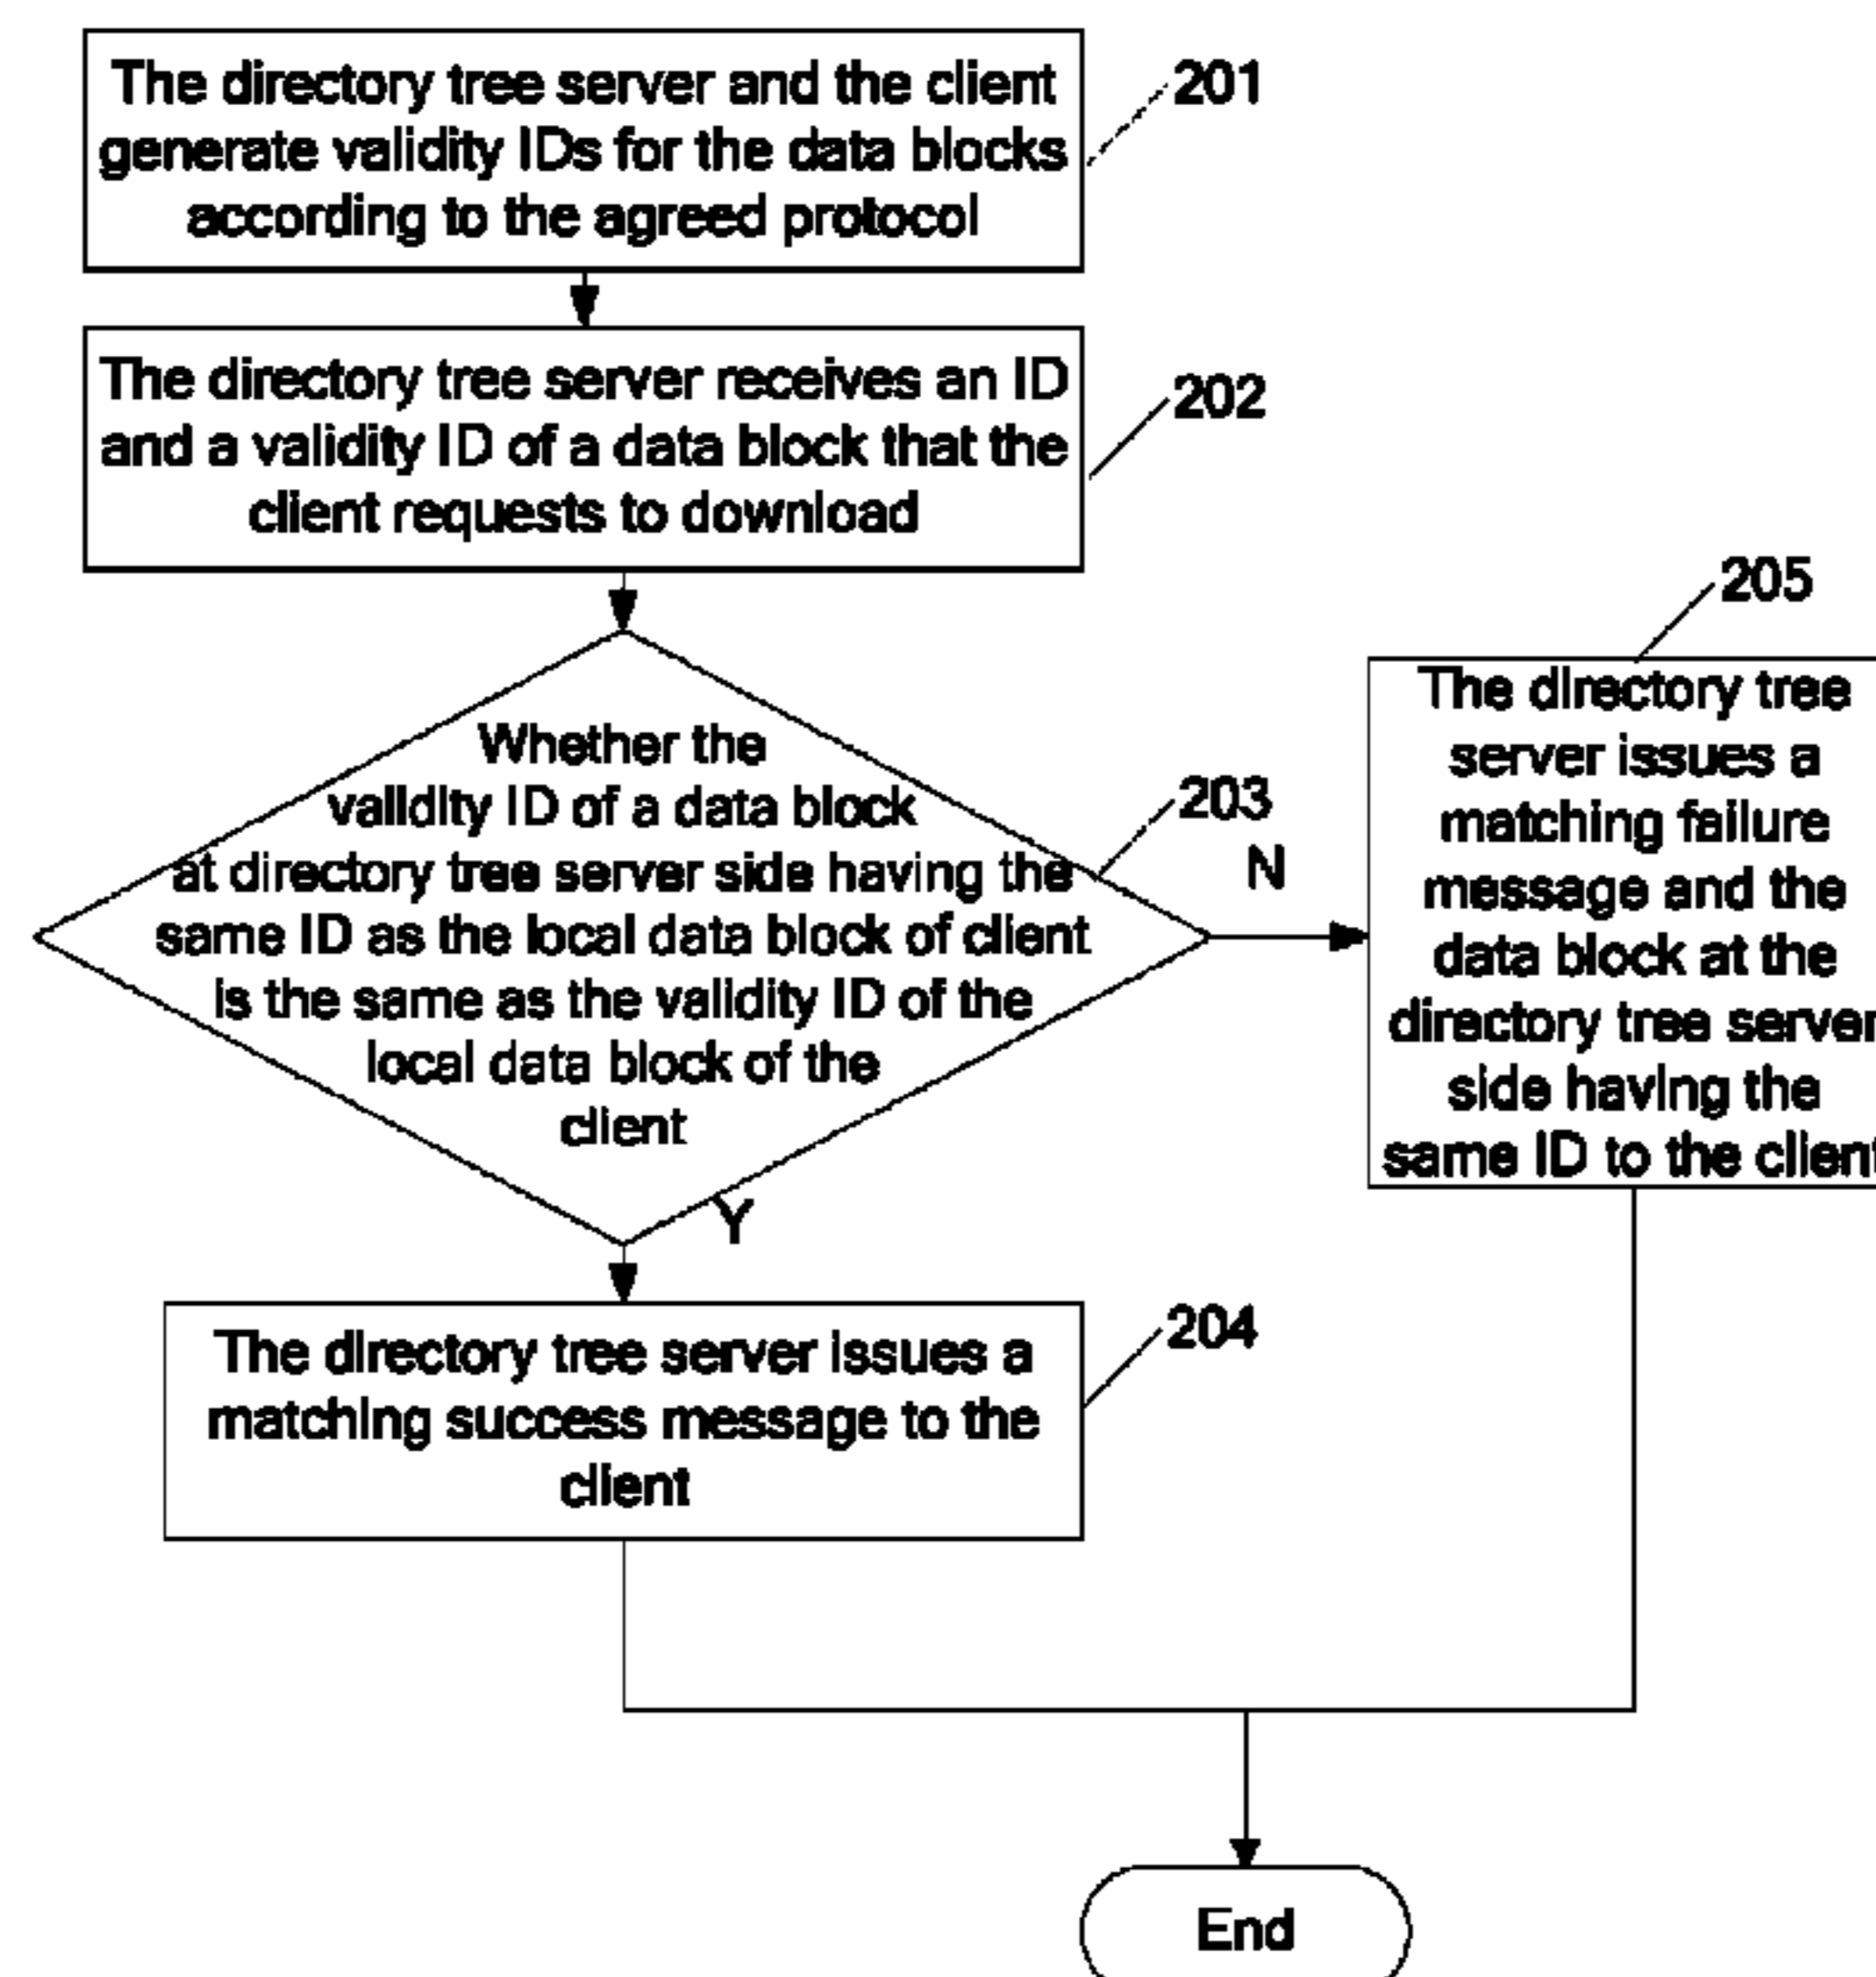 The directory tree server and the client
generate validity IDs for the data blocks
according to the agreed protocol
201
The directory tree server receives an ID
and a validity ID of a data block that the
client requests to download
202
Whether the
validity ID of a data block
at directory tree server side having the
same ID as the local data block of client
is the same as the validity ID of the
local data block of the
client
203
N
Y
205
The directory tree
server issues a
matching failure
message and the
data block at the
directory tree server
side having the
same ID to the client
The directory tree server issues a
matching success message to the
client
204
End